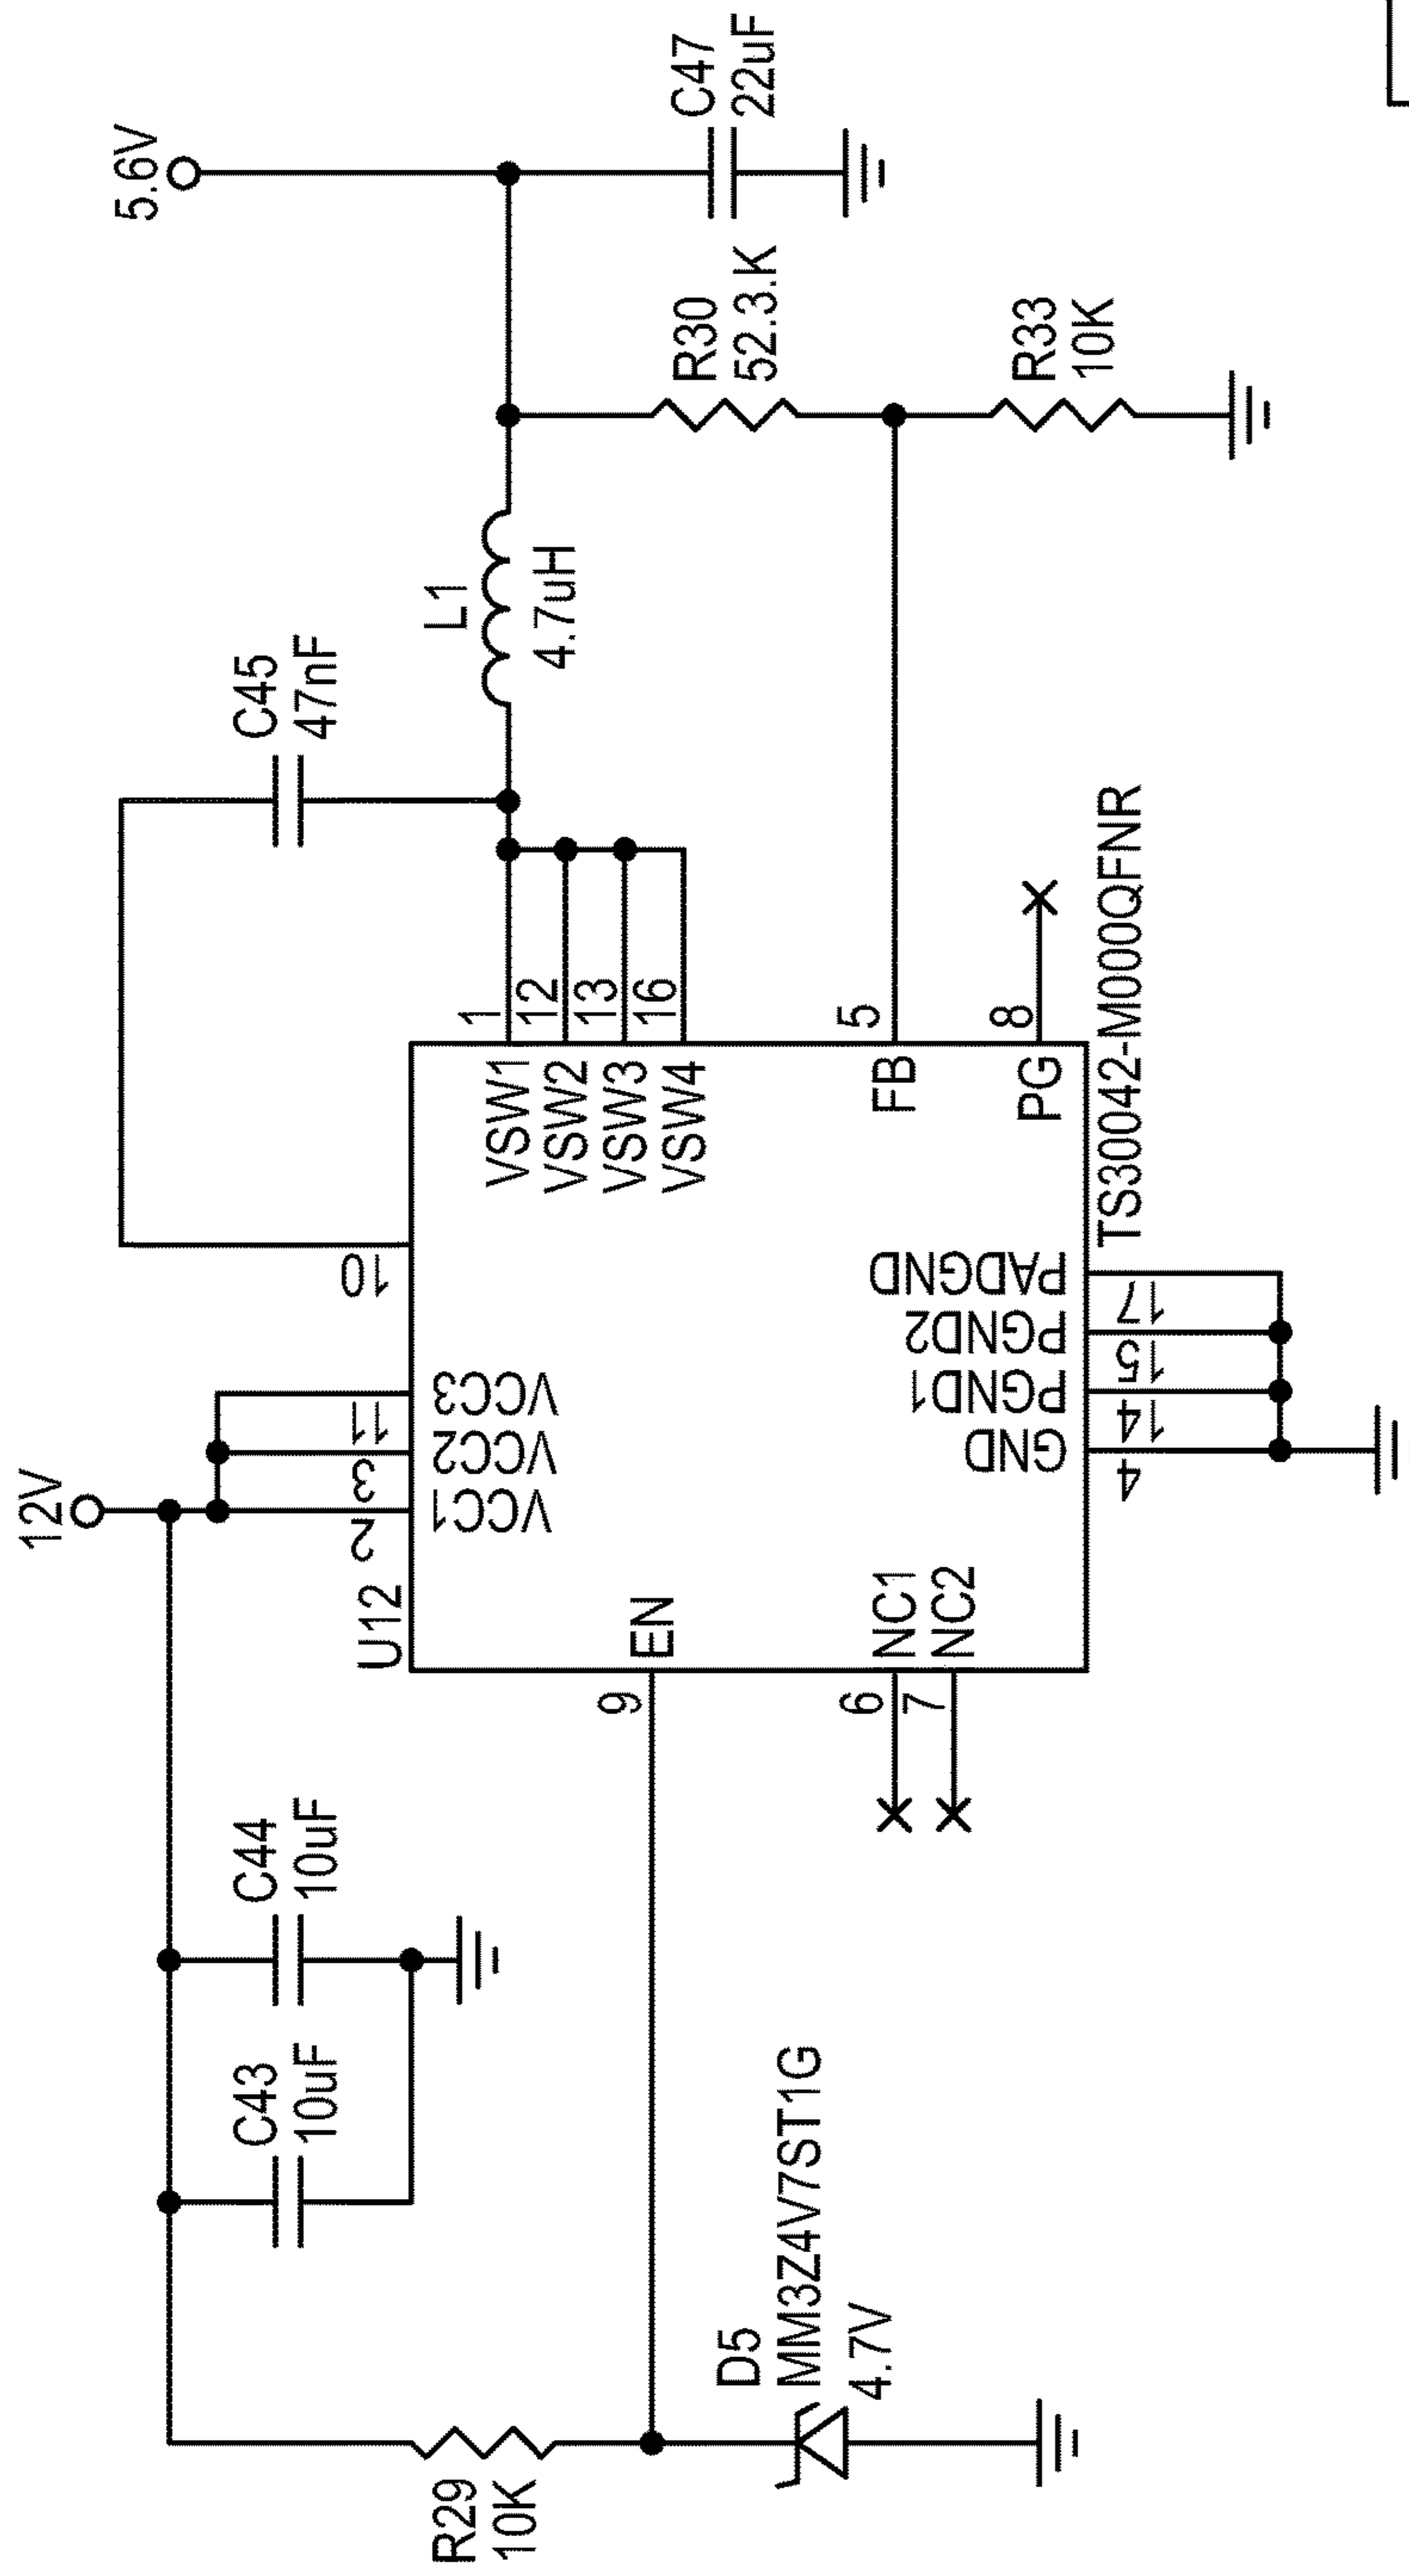 12V
5.6V
C43
10uF
C44
10uF
C45
47nF
L1
4.7uH
C47
22uF
R29
10K
R30
52.3.K
R33
10K
D5
MM3Z4V7ST1G
4.7V
U12
2
3
11
10
VCC1
VCC2
VCC3
9
EN
6
NC1
7
NC2
VSW1
1
VSW2
12
VSW3
13
VSW4
16
FB
5
PG
8
GND
PGND1
PGND2
PADGND
4
14
15
17
TS30042-M000QFNR